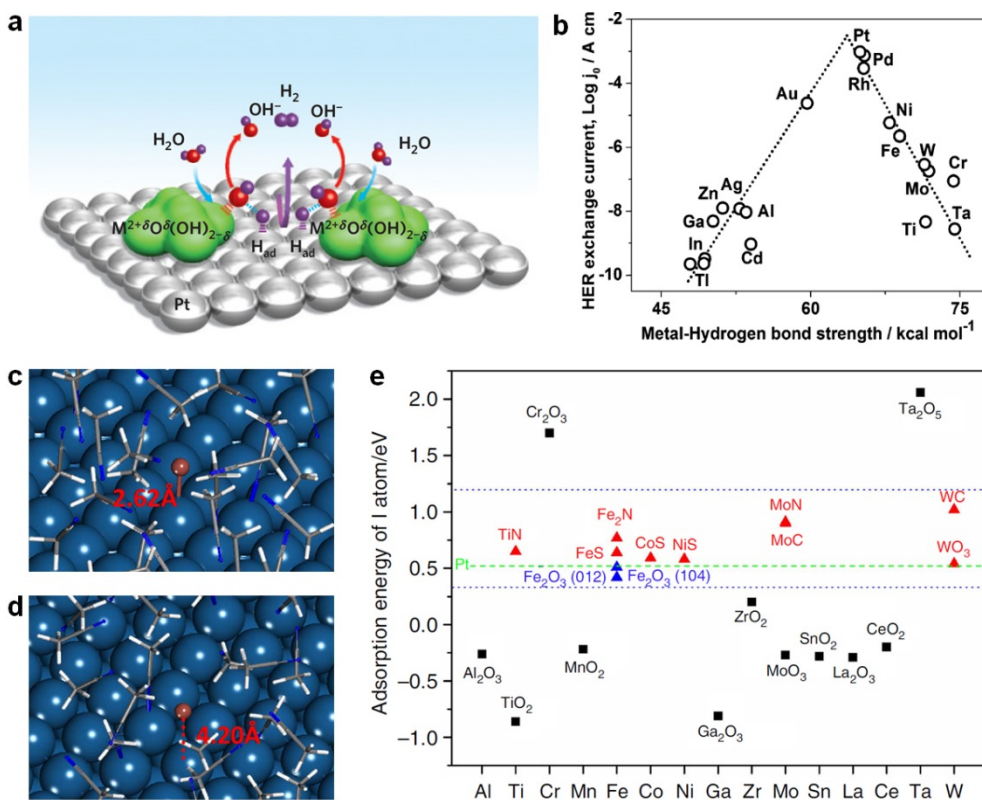 a
OH⁻ H₂ OH⁻
H₂O H₂O
M²⁺ᵟOᵟ(OH)₂₋ᵟ M²⁺ᵟOᵟ(OH)₂₋ᵟ
H_ad H_ad
Pt
b
HER exchange current, Log j₀ / A cm
-2
-4
-6
-8
-10
Pt
Pd
Rh
Au
Ni
Fe
W
Mo
Cr
Zn Ag
Ga Al
Ti Ta
In
Cd
Tl
45 60 75
Metal-Hydrogen bond strength / kcal mol⁻¹
c
2.62Å
d
4.20Å
e
Adsorption energy of I atom/eV
2.0
1.5
1.0
0.5
0.0
−0.5
−1.0
Ta₂O₅
Cr₂O₃
WC
MoN
MoC
Fe₂N
TiN
FeS CoS NiS
WO₃
Pt
Fe₂O₃ (012) Fe₂O₃ (104)
ZrO₂
Al₂O₃
MnO₂
MoO₃
SnO₂
La₂O₃
CeO₂
TiO₂
Ga₂O₃
Al Ti Cr Mn Fe Co Ni Ga Zr Mo Sn La Ce Ta W